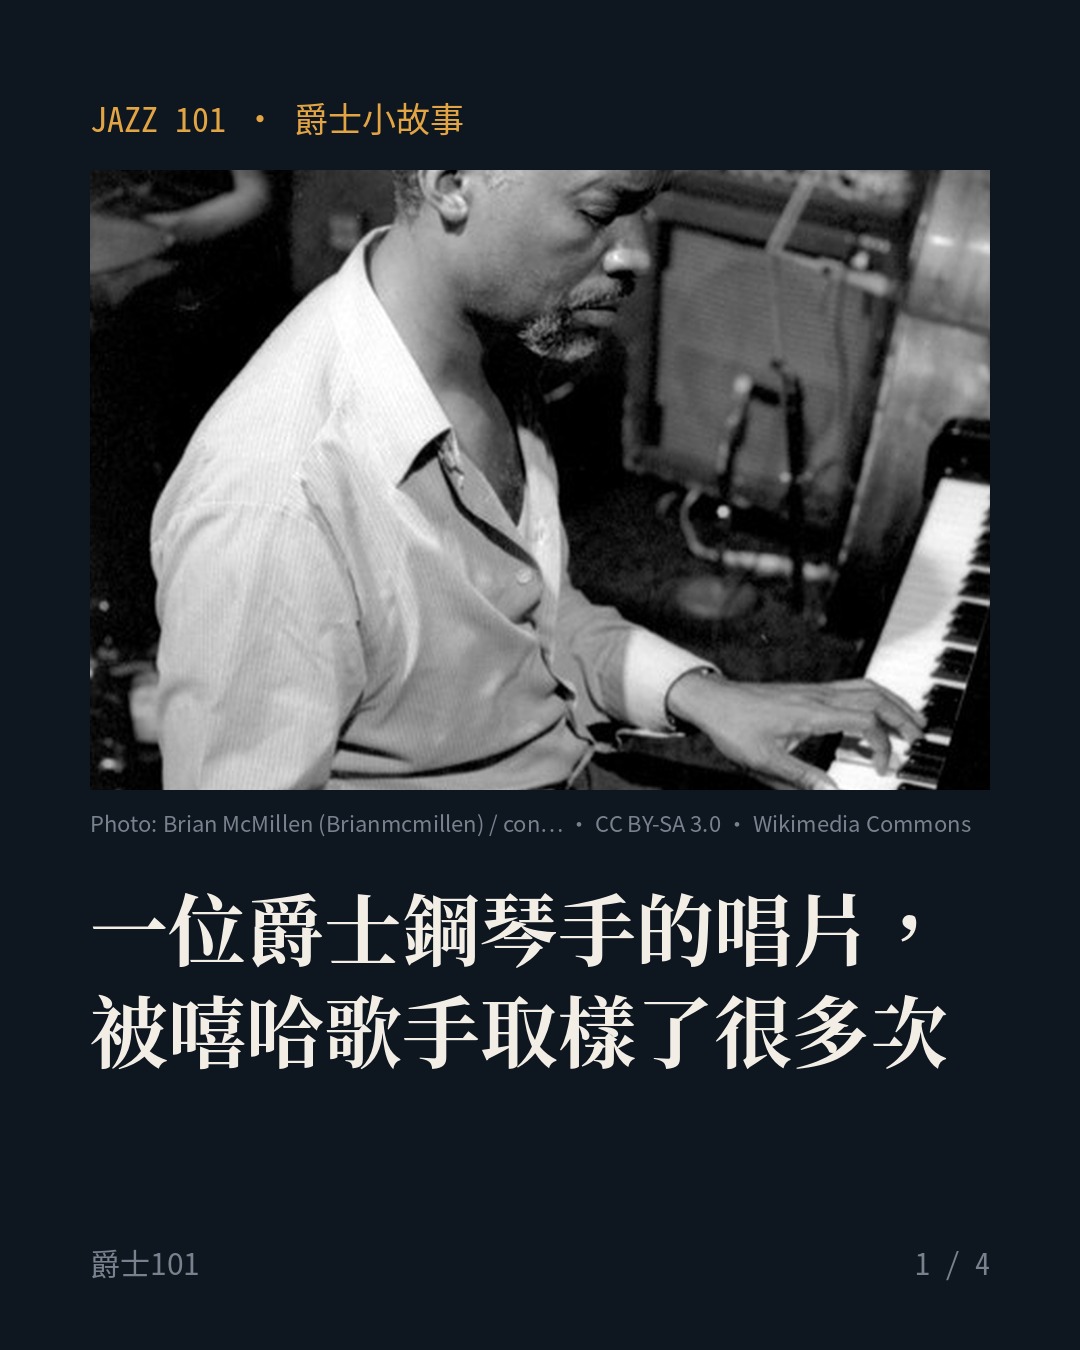 JAZZ 101 · 爵士小故事
Photo: Brian McMillen (Brianmcmillen) / con… · CC BY-SA 3.0 · Wikimedia Commons
一位爵士鋼琴手的唱片，
被嘻哈歌手取樣了很多次
爵士101
1 / 4